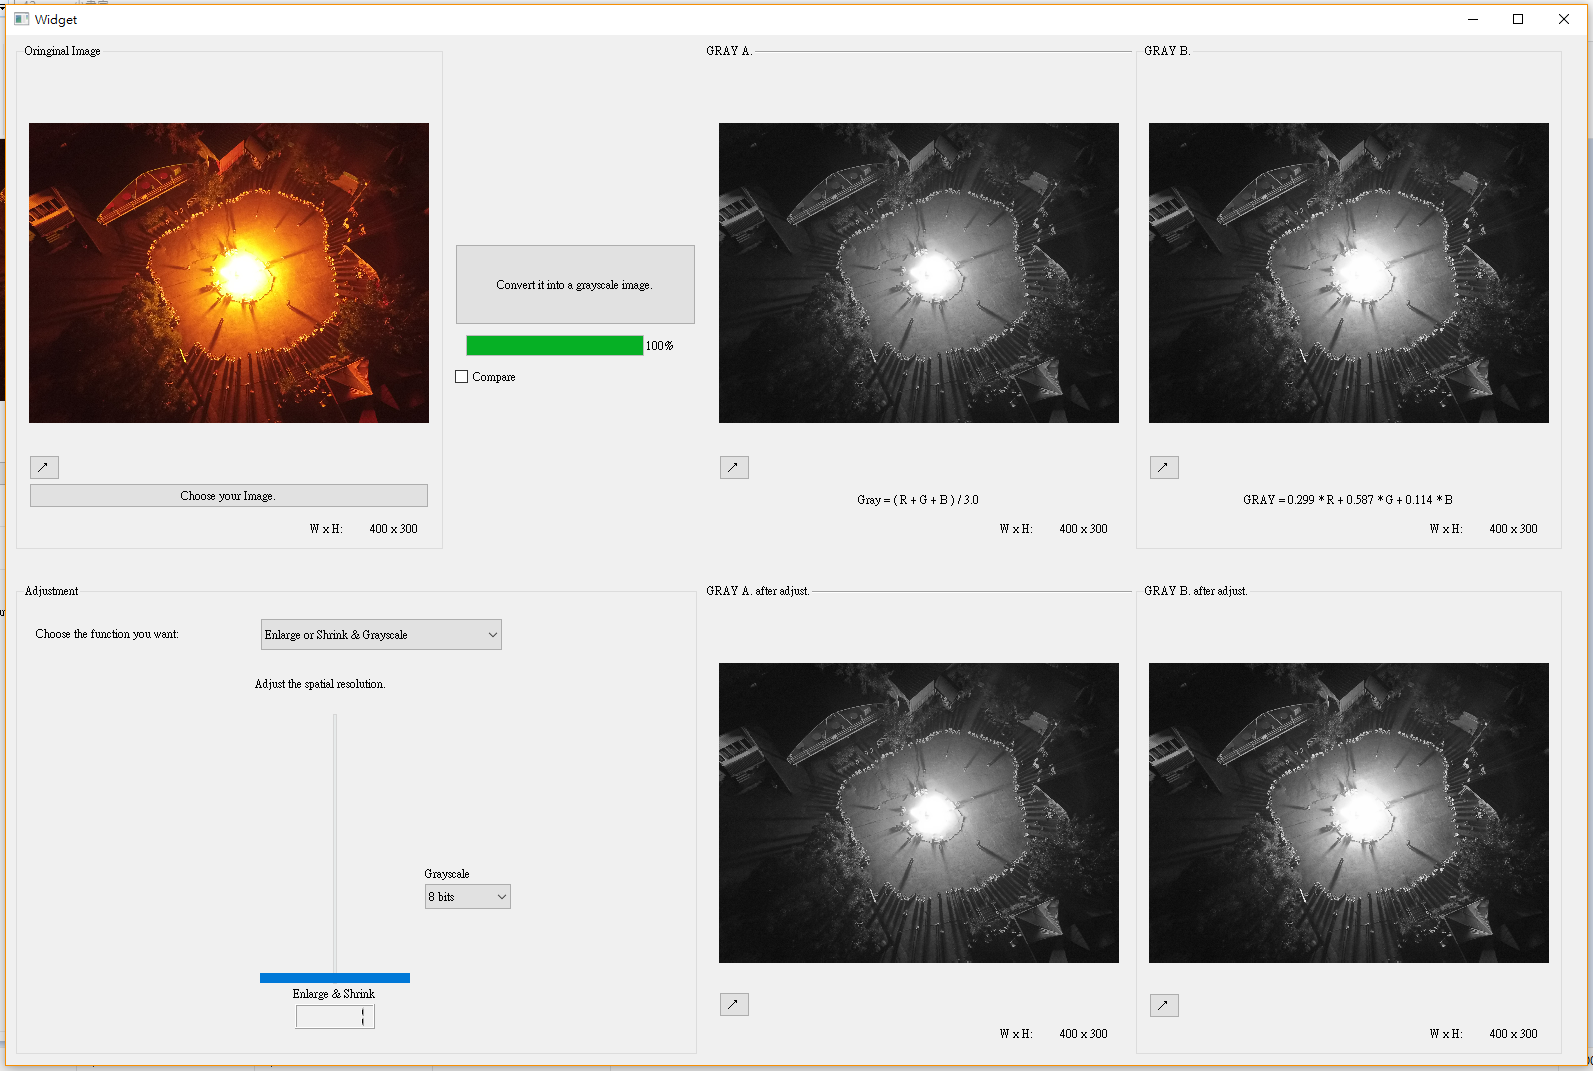 Widget
Oringinal Image
GRAY A.
GRAY B.
Convert it into a grayscale image.
100%
Compare
Choose your Image.
Gray = ( R + G + B ) / 3.0
GRAY = 0.299 * R + 0.587 * G + 0.114 * B
W x H: 400 x 300
W x H: 400 x 300
W x H: 400 x 300
Adjustment
GRAY A. after adjust.
GRAY B. after adjust.
Choose the function you want:
Enlarge or Shrink & Grayscale
Adjust the spatial resolution.
Grayscale
8 bits
Enlarge & Shrink
W x H: 400 x 300
W x H: 400 x 300